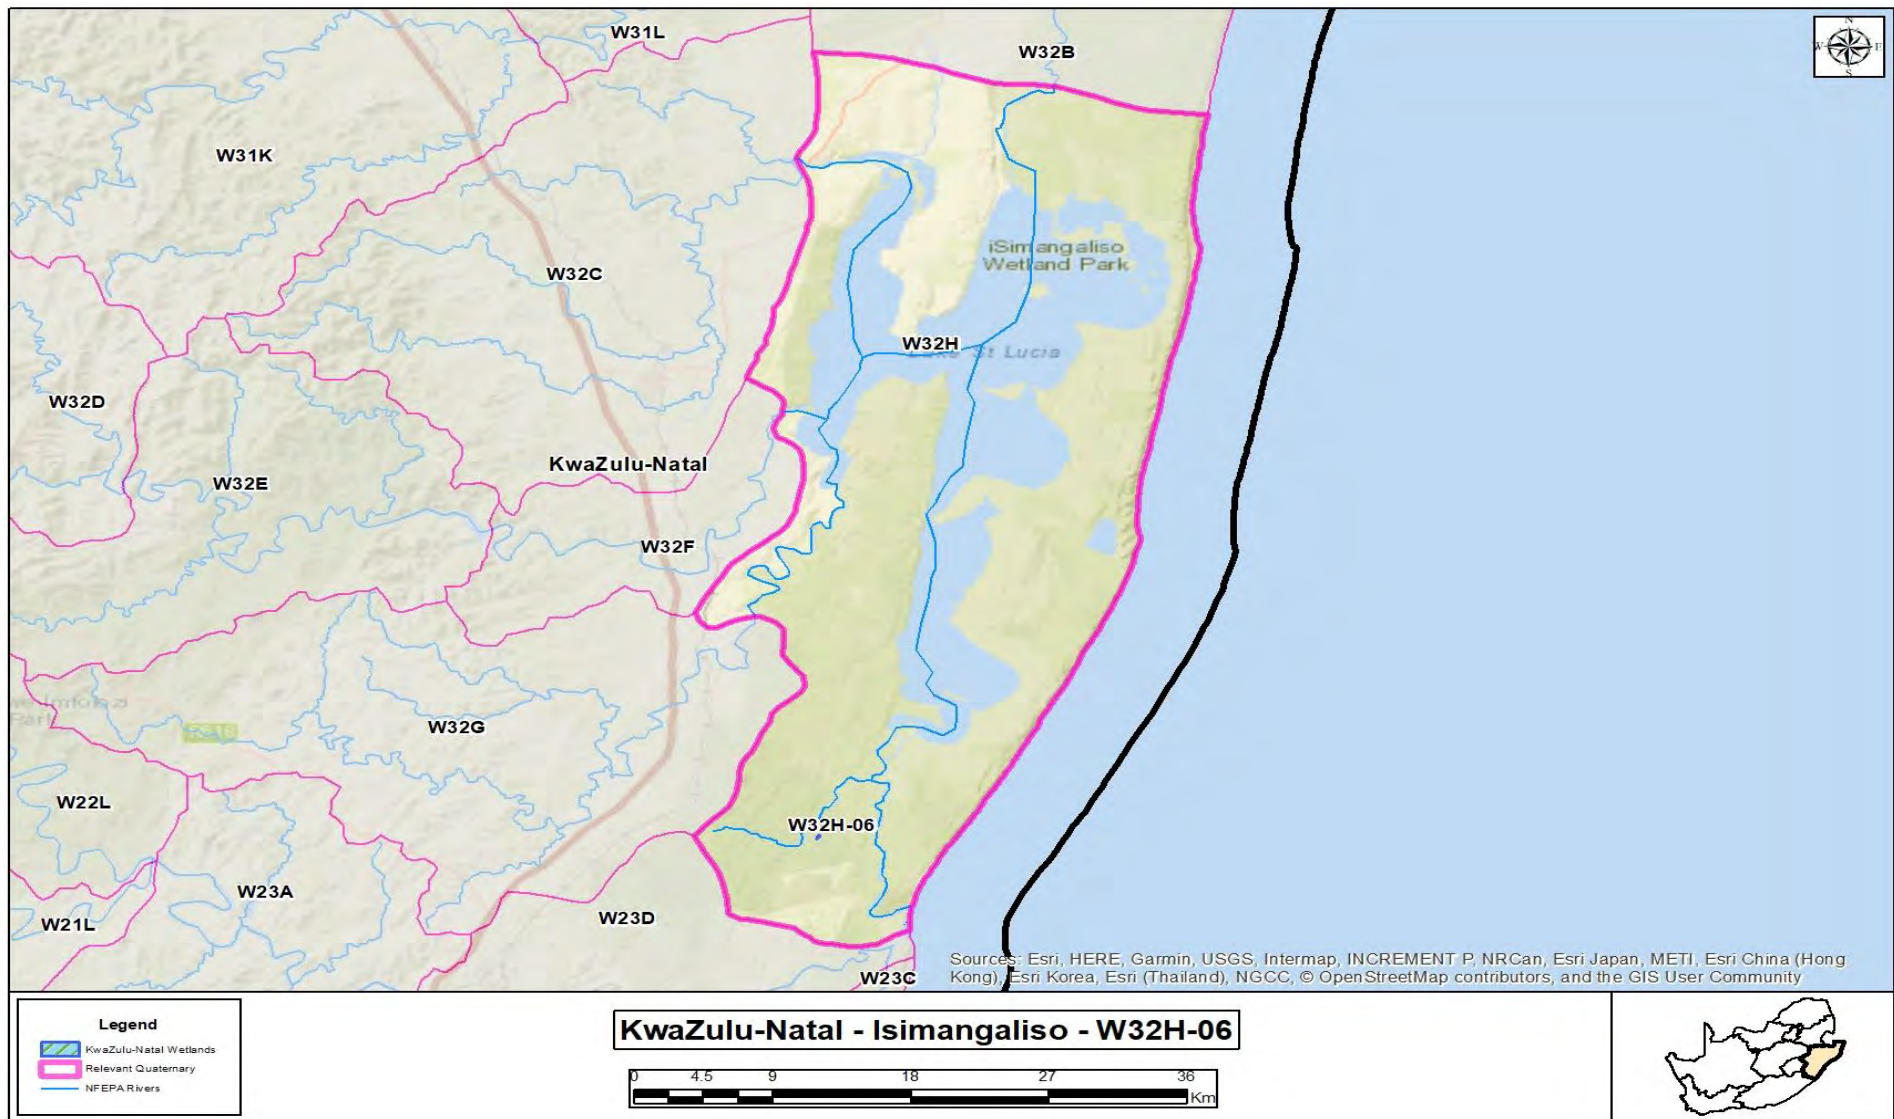 W31L
W32B
N
W E
S
W31K
iSimangaliso
Wetland Park
W32C
W32H
Lake St Lucia
W32D
KwaZulu-Natal
W32E
W32F
W32G
W22L
W32H-06
W23A
W23D
W21L
W23C
Sources: Esri, HERE, Garmin, USGS, Intermap, INCREMENT P, NRCan, Esri Japan, METI, Esri China (Hong
Kong), Esri Korea, Esri (Thailand), NGCC, © OpenStreetMap contributors, and the GIS User Community
Legend
KwaZulu-Natal Wetlands
Relevant Quaternary
NFEPA Rivers
KwaZulu-Natal - Isimangaliso - W32H-06
0 4.5 9 18 27 36
Km